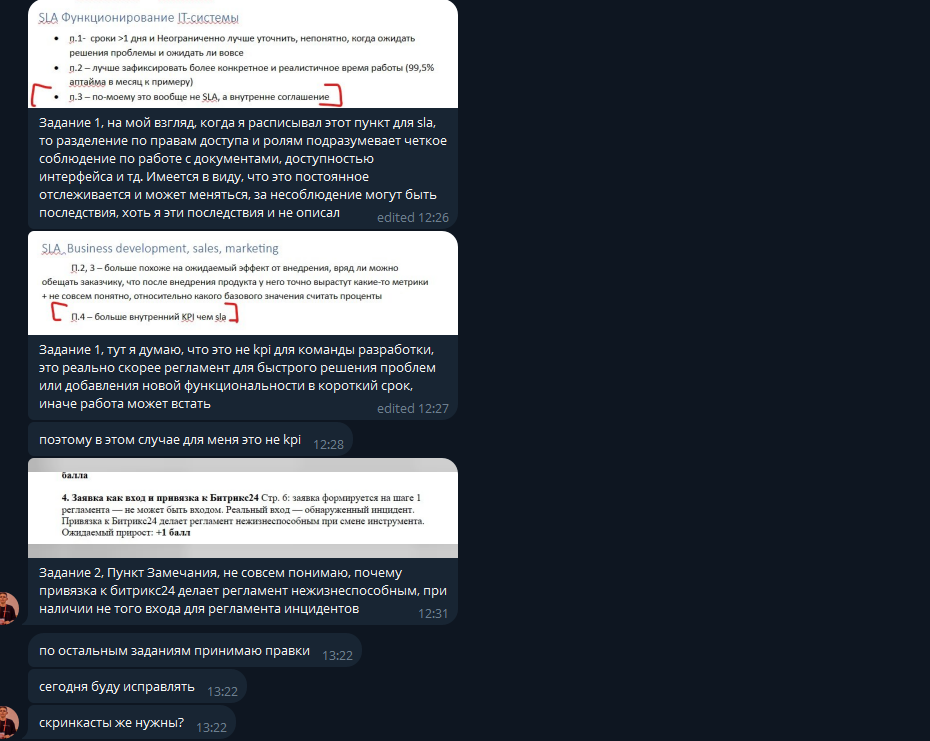 SLA Функционирование IT-системы
• п.1- сроки >1 дня и Неограниченно лучше уточнить, непонятно, когда ожидать
решения проблемы и ожидать ли вовсе
• п.2 – лучше зафиксировать более конкретное и реалистичное время работы (99,5%
аптайма в месяц к примеру)
• п.3 – по-моему это вообще не SLA, а внутренне соглашение
Задание 1, на мой взгляд, когда я расписывал этот пункт для sla,
то разделение по правам доступа и ролям подразумевает четкое
соблюдение по работе с документами, доступностью
интерфейса и тд. Имеется в виду, что это постоянное
отслеживается и может меняться, за несоблюдение могут быть
последствия, хоть я эти последствия и не описал
edited 12:26
SLA_Business development, sales, marketing
П.2, 3 – больше похоже на ожидаемый эффект от внедрения, вряд ли можно
обещать заказчику, что после внедрения продукта у него точно вырастут какие-то метрики
+ не совсем понятно, относительно какого базового значения считать проценты
П.4 – больше внутренний KPI чем sla
Задание 1, тут я думаю, что это не kpi для команды разработки,
это реально скорее регламент для быстрого решения проблем
или добавления новой функциональности в короткий срок,
иначе работа может встать
edited 12:27
поэтому в этом случае для меня это не kpi 12:28
балла
4. Заявка как вход и привязка к Битрикс24 Стр. 6: заявка формируется на шаге 1
регламента — не может быть входом. Реальный вход — обнаруженный инцидент.
Привязка к Битрикс24 делает регламент нежизнеспособным при смене инструмента.
Ожидаемый прирост: +1 балл
Задание 2, Пункт Замечания, не совсем понимаю, почему
привязка к битрикс24 делает регламент нежизнеспособным, при
наличии не того входа для регламента инцидентов
12:31
по остальным заданиям принимаю правки 13:22
сегодня буду исправлять 13:22
скринкасты же нужны? 13:22